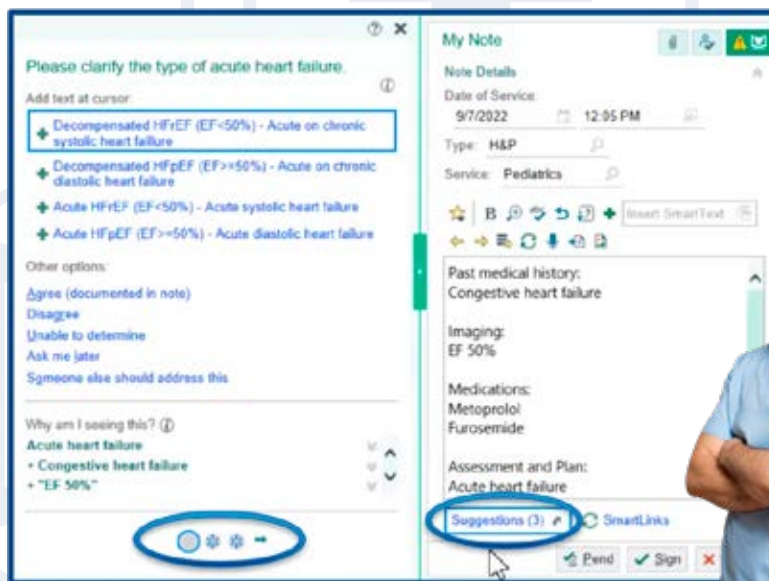 Please clarify the type of acute heart failure.
Add text at cursor:
Decompensated HFrEF (EF<50%) - Acute on chronic
systolic heart failure
Decompensated HFpEF (EF>=50%) - Acute on chronic
diastolic heart failure
Acute HFrEF (EF<50%) - Acute systolic heart failure
Acute HFpEF (EF>=50%) - Acute diastolic heart failure
Other options:
Agree (documented in note)
Disagree
Unable to determine
Ask me later
Someone else should address this
Why am I seeing this?
Acute heart failure
+ Congestive heart failure
+ "EF 50%"
My Note
Note Details
Date of Service:
9/7/2022 12:05 PM
Type: H&P
Service: Pediatrics
B Insert SmartText
Past medical history:
Congestive heart failure
Imaging:
EF 50%
Medications:
Metoprolol
Furosemide
Assessment and Plan:
Acute heart failure
Suggestions (3) SmartLinks
Pend Sign